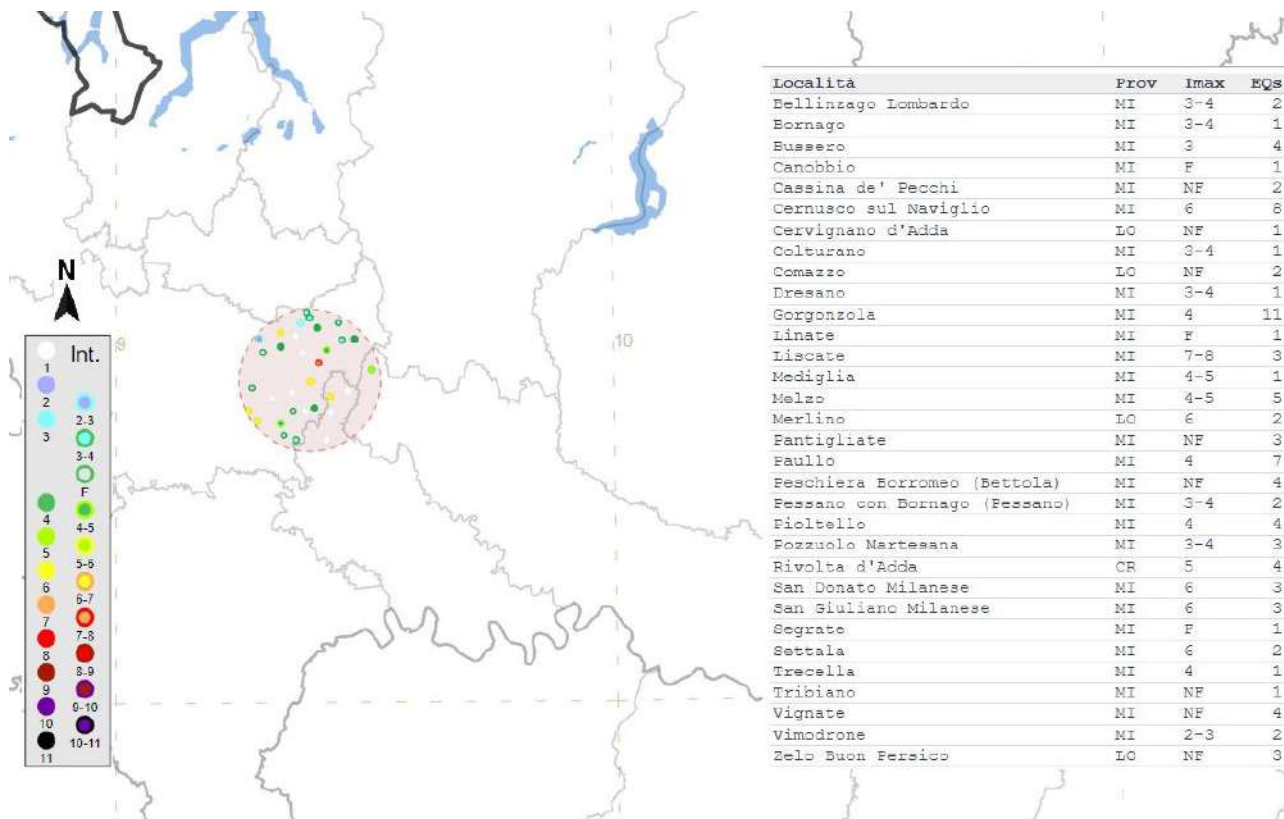 Località Prov Imax EQs
Bellinzago Lombardo MI 3-4 2
Bornago MI 3-4 1
Bussero MI 3 4
Canobbio MI F 1
Cassina de' Pecchi MI NF 2
Cernusco sul Naviglio MI 6 8
Cervignano d'Adda LO NF 1
Colturano MI 3-4 1
Comazzo LO NF 2
Dresano MI 3-4 1
Gorgonzola MI 4 11
Linate MI F 1
Liscate MI 7-8 3
Mediglia MI 4-5 1
Melzo MI 4-5 5
Merlino LO 6 2
Pantigliate MI NF 3
Paullo MI 4 7
Peschiera Borromeo (Bettola) MI NF 4
Pessano con Bornago (Pessano) MI 3-4 2
Pioltello MI 4 4
Pozzuolo Martesana MI 3-4 3
Rivolta d'Adda CR 5 4
San Donato Milanese MI 6 3
San Giuliano Milanese MI 6 3
Segrate MI F 1
Settala MI 6 2
Trecella MI 4 1
Tribiano MI NF 1
Vignate MI NF 4
Vimodrone MI 2-3 2
Zelo Buon Persico LO NF 3
N
9
10
Int.
1
2
2-3
3
3-4
F
4
4-5
5
5-6
6
6-7
7
7-8
8
8-9
9
9-10
10
10-11
11